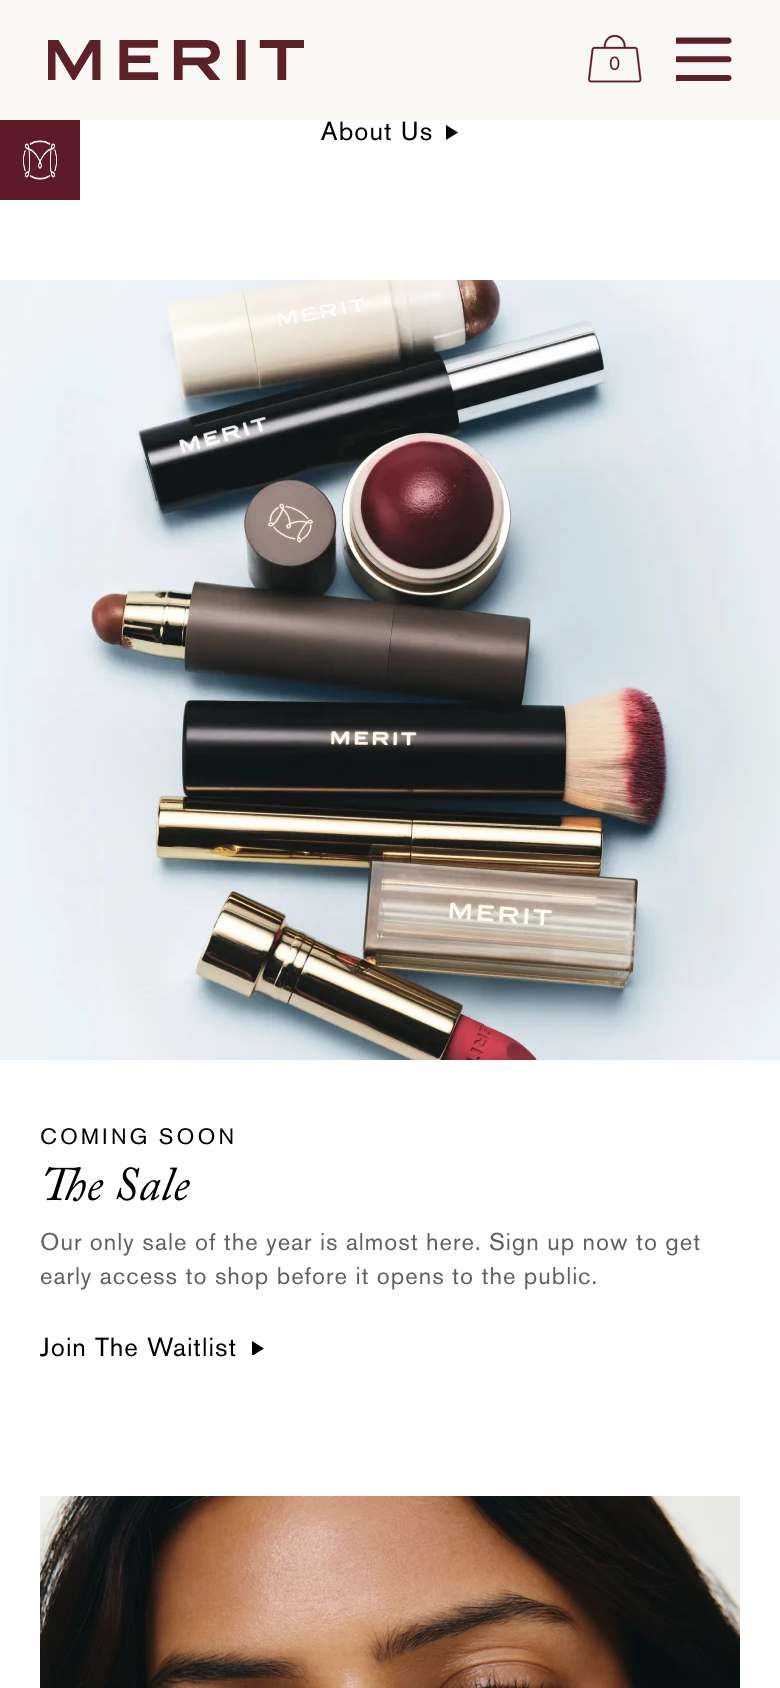 MERIT
0
About Us
MERIT
MERIT
MERIT
MERIT
COMING SOON
The Sale
Our only sale of the year is almost here. Sign up now to get
early access to shop before it opens to the public.
Join The Waitlist